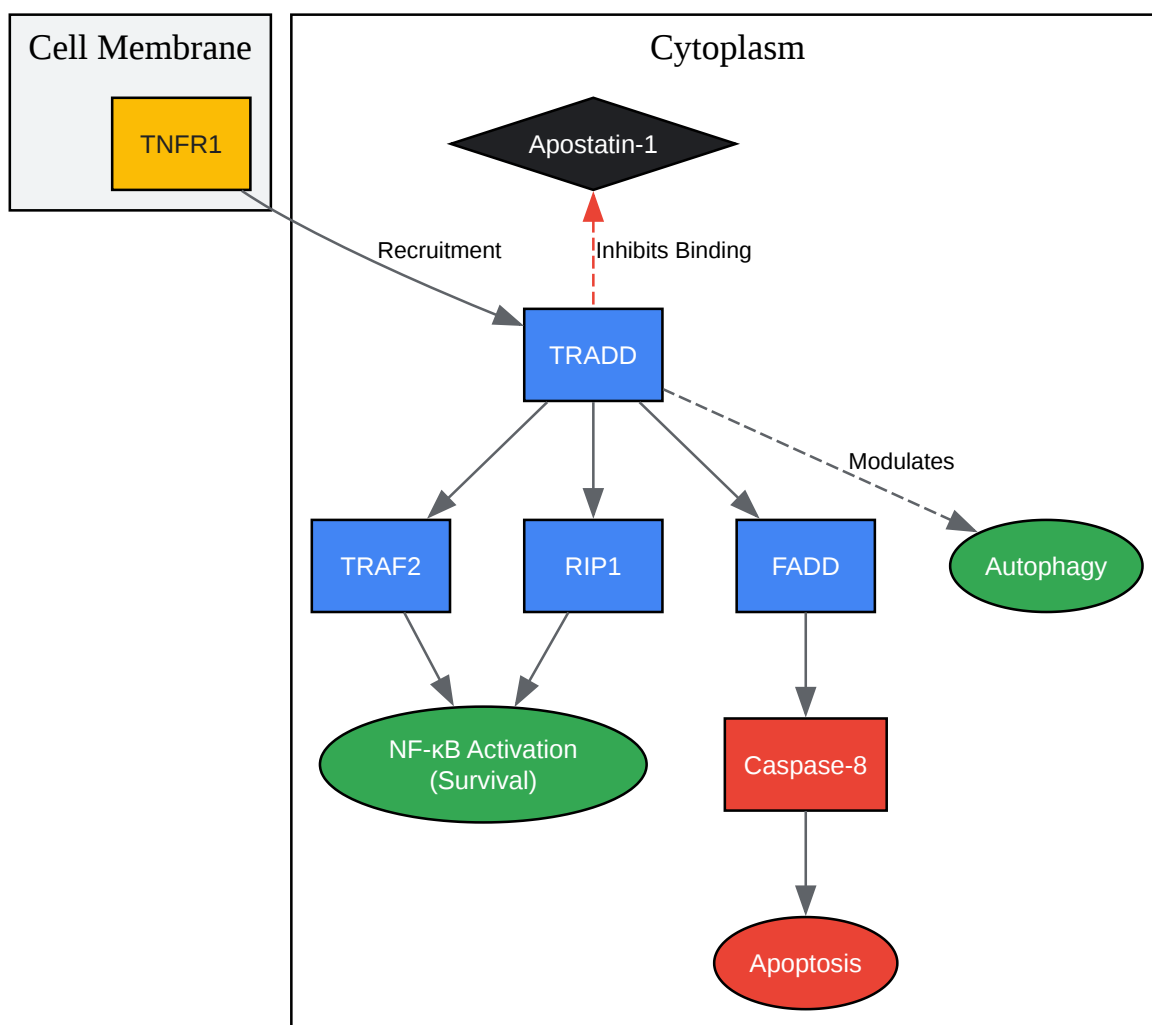 Cell Membrane
Cytoplasm
TNFR1
Apostatin-1
Recruitment
Inhibits Binding
TRADD
Modulates
TRAF2
RIP1
FADD
Autophagy
NF-κB Activation
(Survival)
Caspase-8
Apoptosis